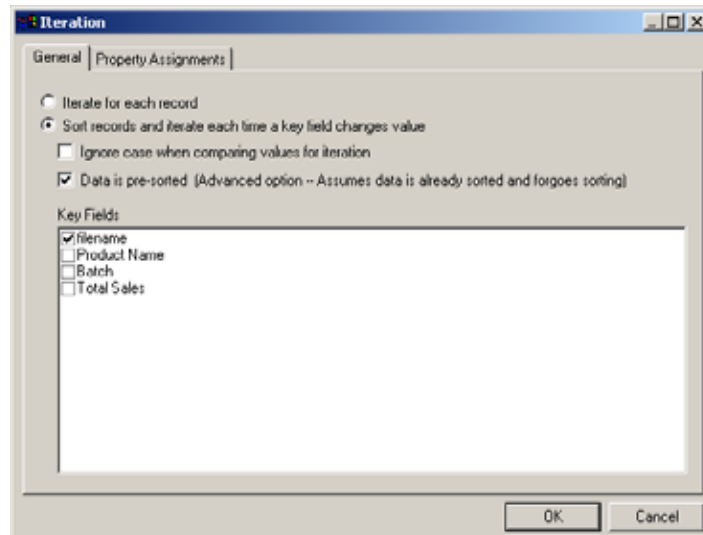 Iteration
General Property Assignments
Iterate for each record
Sort records and iterate each time a key field changes value
Ignore case when comparing values for iteration
Data is pre-sorted (Advanced option -- Assumes data is already sorted and forgoes sorting)
Key Fields
filename
Product Name
Batch
Total Sales
OK Cancel